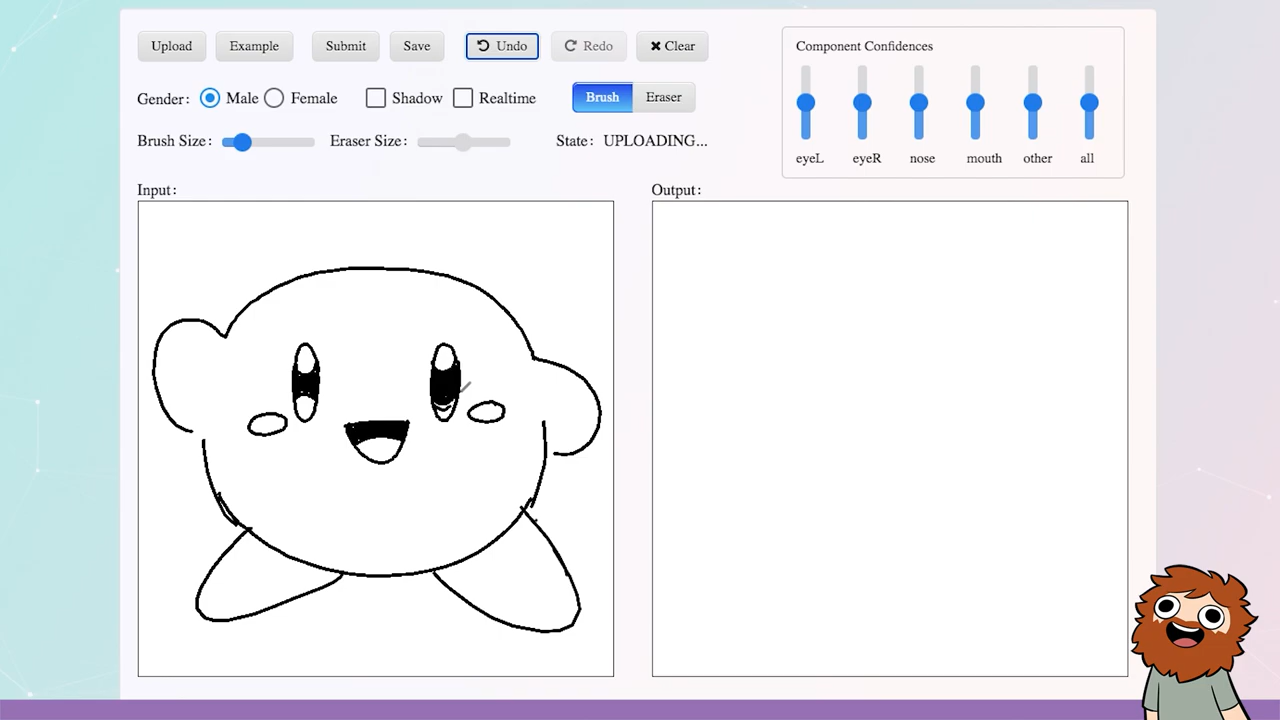 Upload Example Submit Save Undo Redo Clear
Component Confidences
Gender: Male Female Shadow Realtime Brush Eraser
Brush Size: Eraser Size: State: UPLOADING...
eyeL eyeR nose mouth other all
Input: Output: